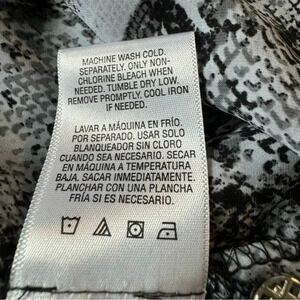 MACHINE WASH COLD.
SEPARATELY. ONLY NON-
CHLORINE BLEACH WHEN
NEEDED. TUMBLE DRY LOW.
REMOVE PROMPTLY. COOL IRON
IF NEEDED.
LAVAR A MÁQUINA EN FRÍO.
POR SEPARADO. USAR SOLO
BLANQUEADOR SIN CLORO
CUANDO SEA NECESARIO. SECAR
EN MÁQUINA A TEMPERATURA
BAJA. SACAR INMEDIATAMENTE.
PLANCHAR CON UNA PLANCHA
FRÍA SI ES NECESARIO.